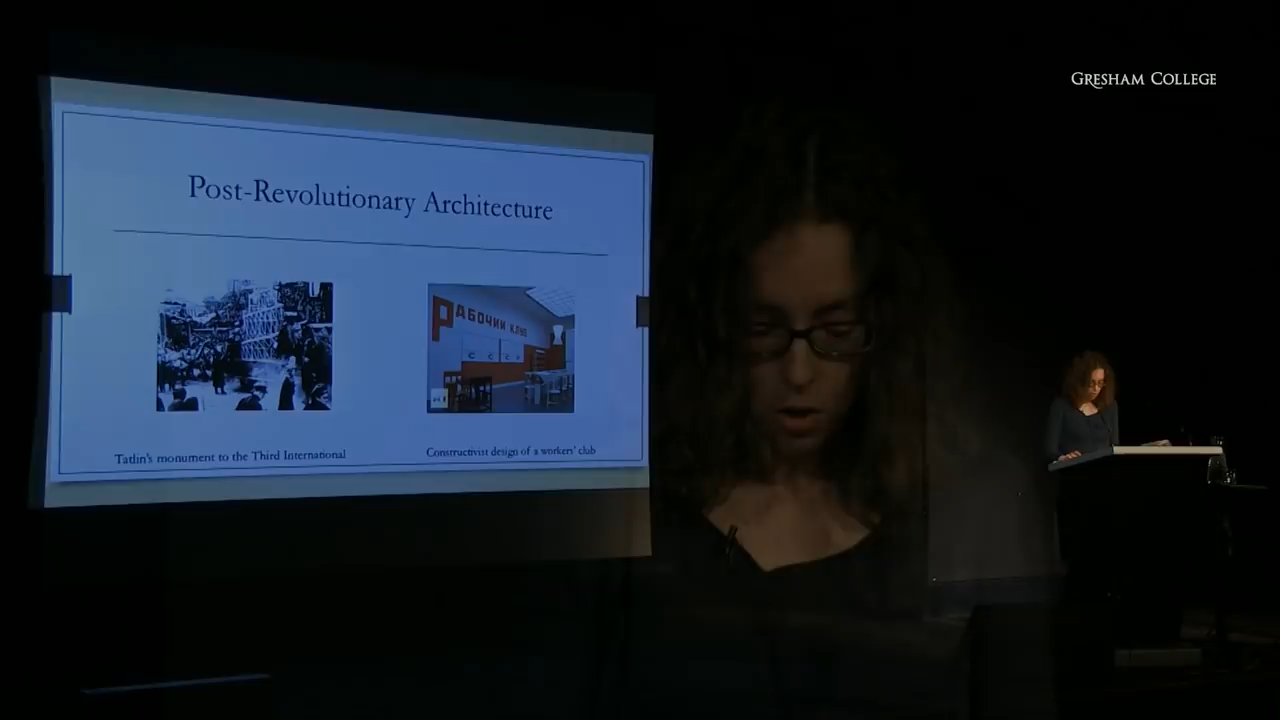 GRESHAM COLLEGE
Post-Revolutionary Architecture
РАБОЧИЙ КЛУБ
Tatlin's monument to the Third International
Constructivist design of a workers' club